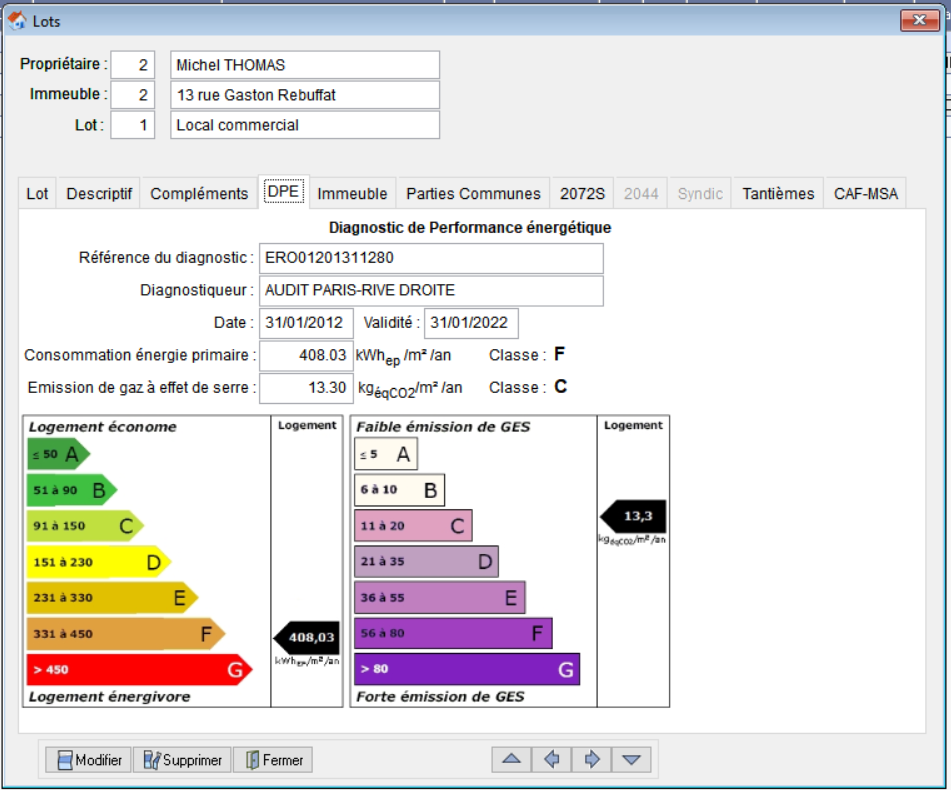 Lots
Propriétaire : 2 Michel THOMAS
Immeuble : 2 13 rue Gaston Rebuffat
Lot : 1 Local commercial
Lot Descriptif Compléments DPE Immeuble Parties Communes 2072S 2044 Syndic Tantièmes CAF-MSA
Diagnostic de Performance énergétique
Référence du diagnostic : ERO01201311280
Diagnostiqueur : AUDIT PARIS-RIVE DROITE
Date : 31/01/2012 Validité : 31/01/2022
Consommation énergie primaire : 408.03 kWhep /m² /an Classe : F
Emission de gaz à effet de serre : 13.30 kgéqCO2/m² /an Classe : C
Logement économe
Logement
≤ 50 A
51 à 90 B
91 à 150 C
151 à 230 D
231 à 330 E
331 à 450 F
408,03
kWhep/m²/an
> 450 G
Logement énergivore
Faible émission de GES
Logement
≤ 5 A
6 à 10 B
11 à 20 C
13,3
kgéqCO2/m²/an
21 à 35 D
36 à 55 E
56 à 80 F
> 80 G
Forte émission de GES
Modifier Supprimer Fermer